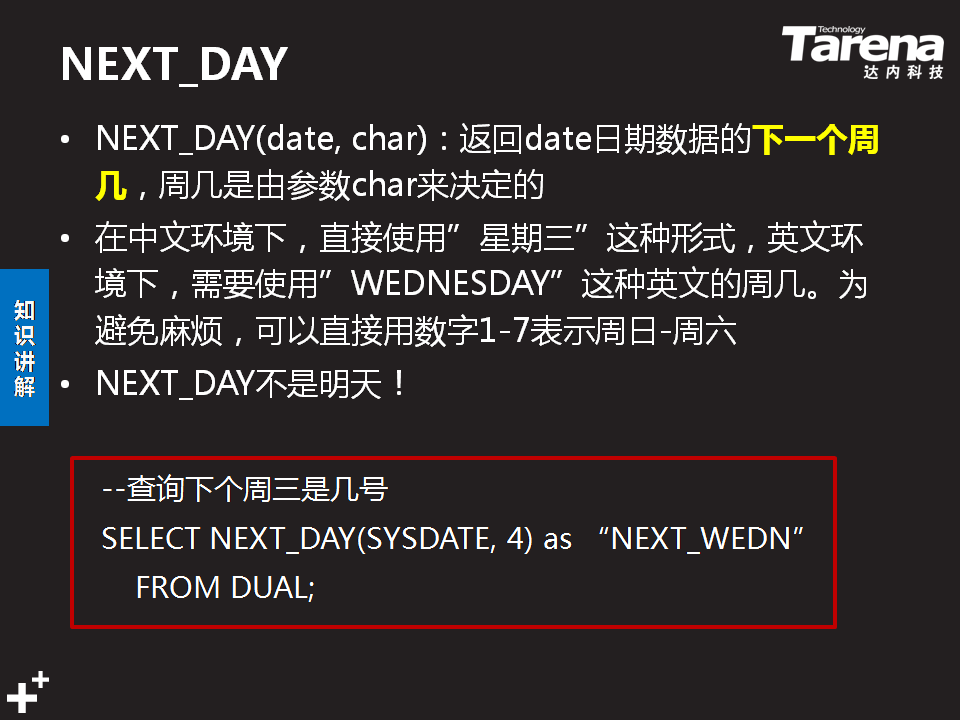 NEXT_DAY
Technology
Tarena
达内科技
• NEXT_DAY(date, char)：返回date日期数据的下一个周
几，周几是由参数char来决定的
• 在中文环境下，直接使用”星期三”这种形式，英文环
境下，需要使用”WEDNESDAY”这种英文的周几。为
避免麻烦，可以直接用数字1-7表示周日-周六
• NEXT_DAY不是明天！
知
识
讲
解
--查询下个周三是几号
SELECT NEXT_DAY(SYSDATE, 4) as “NEXT_WEDN”
FROM DUAL;